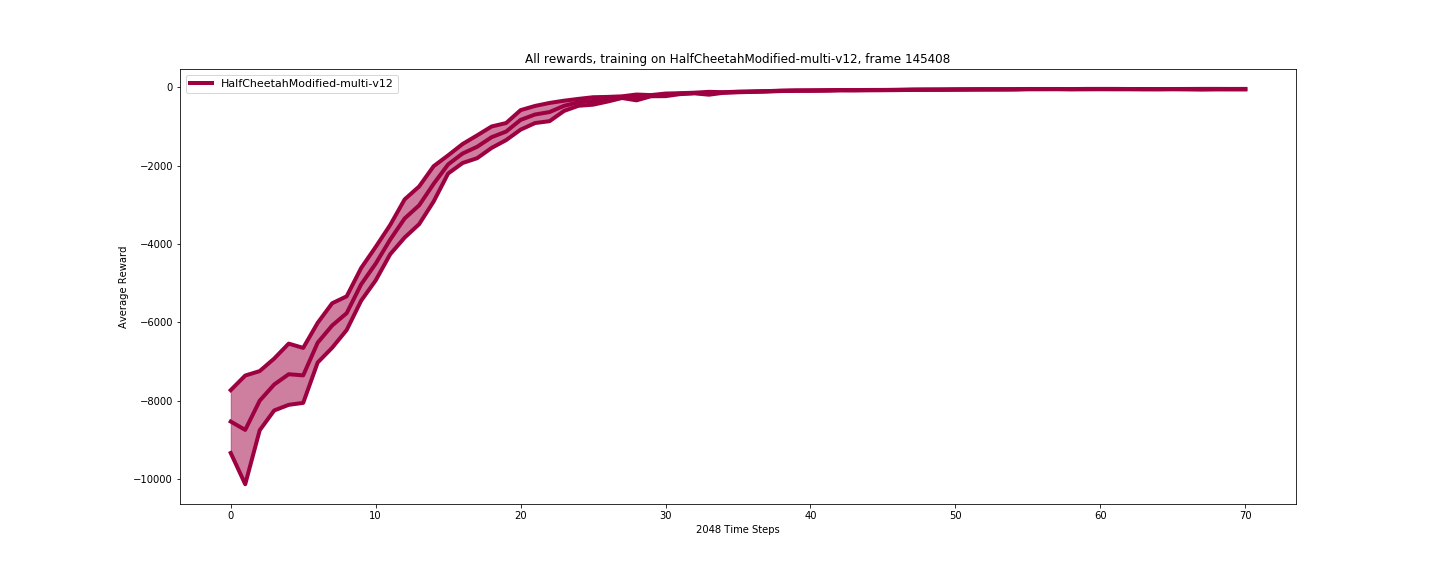 All rewards, training on HalfCheetahModified-multi-v12, frame 145408
HalfCheetahModified-multi-v12
Average Reward
0
−2000
−4000
−6000
−8000
−10000
0 10 20 30 40 50 60 70
2048 Time Steps